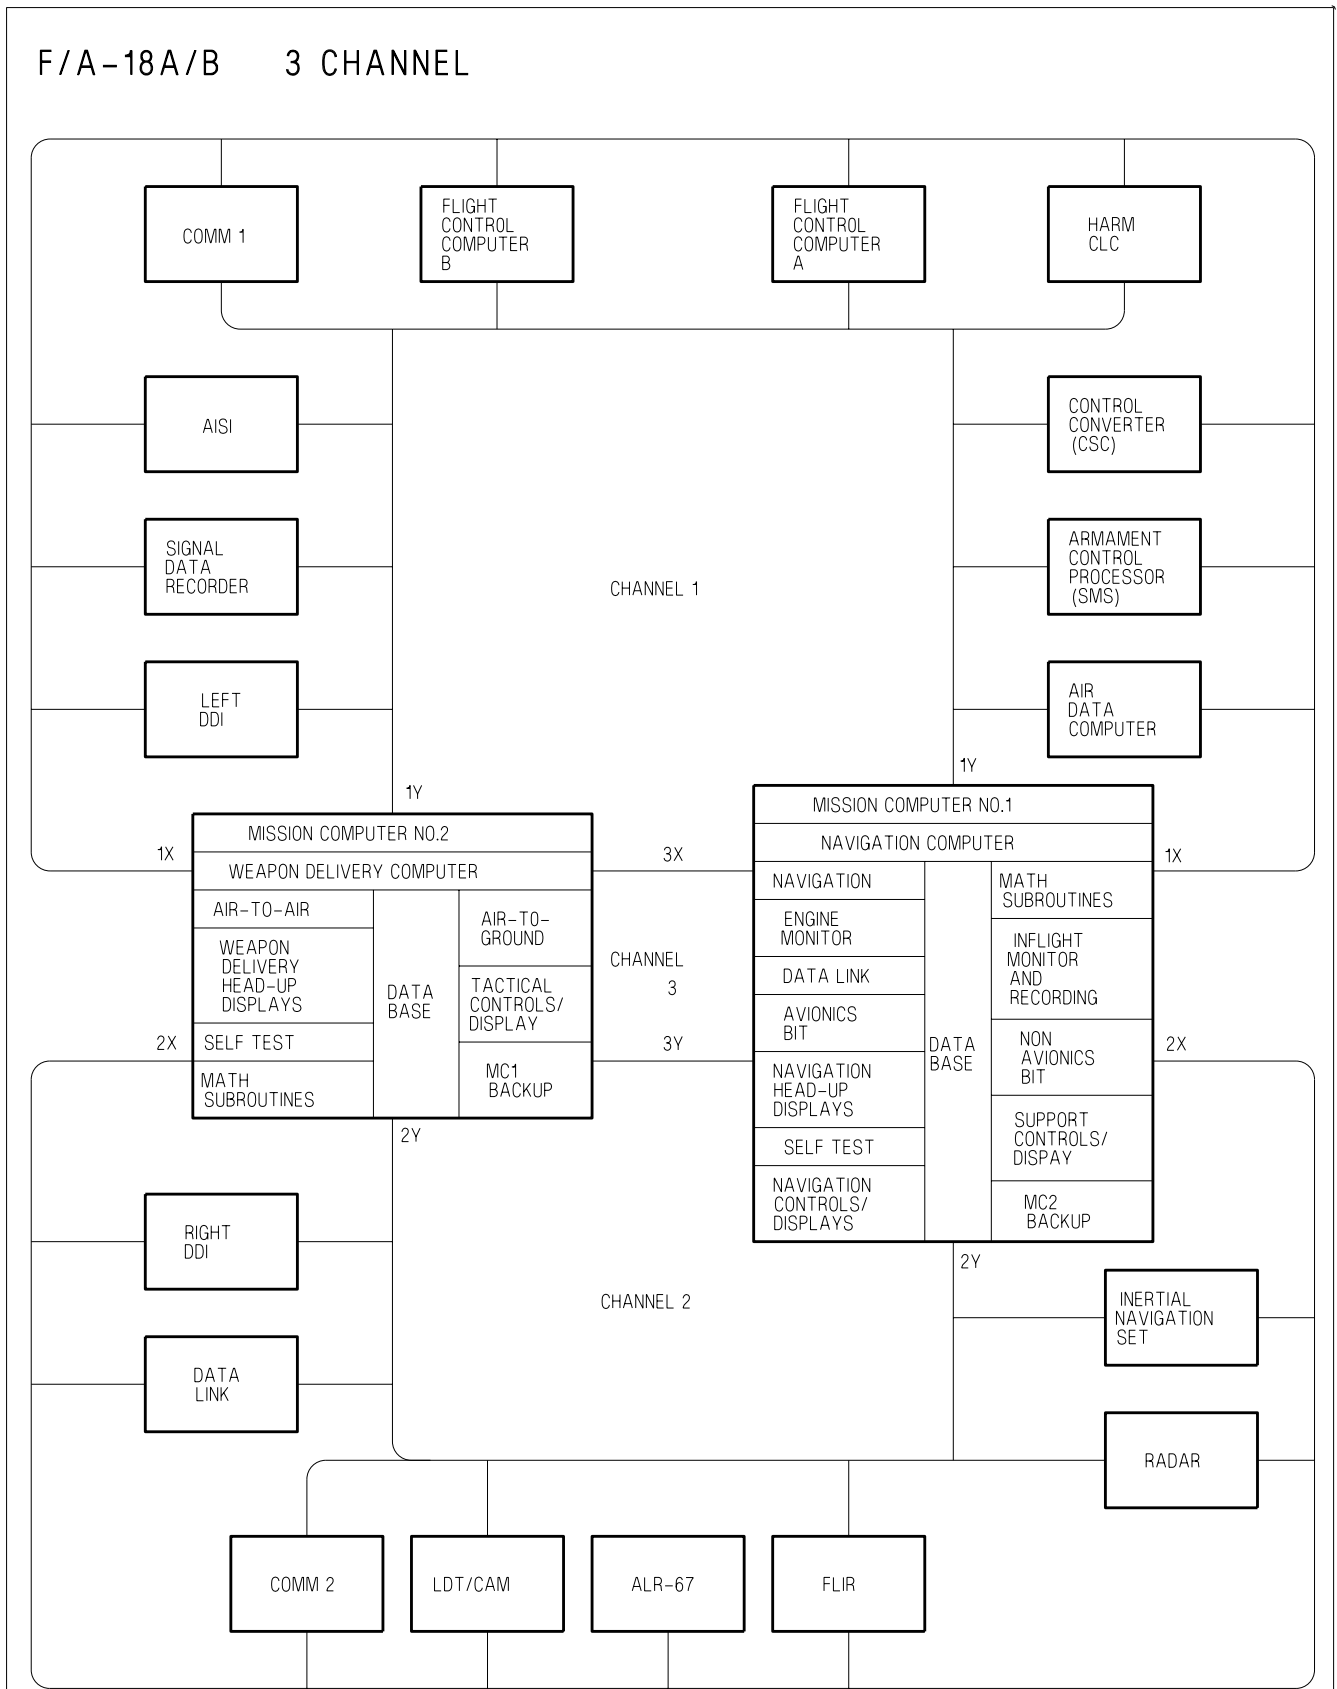 F/A-18A/B 3 CHANNEL
COMM 1
FLIGHT
CONTROL
COMPUTER
B
FLIGHT
CONTROL
COMPUTER
A
HARM
CLC
AISI
CONTROL
CONVERTER
(CSC)
SIGNAL
DATA
RECORDER
CHANNEL 1
ARMAMENT
CONTROL
PROCESSOR
(SMS)
LEFT
DDI
AIR
DATA
COMPUTER
1Y
1Y
1X
MISSION COMPUTER NO.2
WEAPON DELIVERY COMPUTER
AIR-TO-AIR
WEAPON
DELIVERY
HEAD-UP
DISPLAYS
SELF TEST
MATH
SUBROUTINES
DATA
BASE
AIR-TO-
GROUND
TACTICAL
CONTROLS/
DISPLAY
MC1
BACKUP
2X
2Y
3X
CHANNEL
3
3Y
MISSION COMPUTER NO.1
NAVIGATION COMPUTER
NAVIGATION
ENGINE
MONITOR
DATA LINK
AVIONICS
BIT
NAVIGATION
HEAD-UP
DISPLAYS
SELF TEST
NAVIGATION
CONTROLS/
DISPLAYS
DATA
BASE
MATH
SUBROUTINES
INFLIGHT
MONITOR
AND
RECORDING
NON
AVIONICS
BIT
SUPPORT
CONTROLS/
DISPAY
MC2
BACKUP
1X
2X
2Y
RIGHT
DDI
CHANNEL 2
INERTIAL
NAVIGATION
SET
DATA
LINK
RADAR
COMM 2
LDT/CAM
ALR-67
FLIR